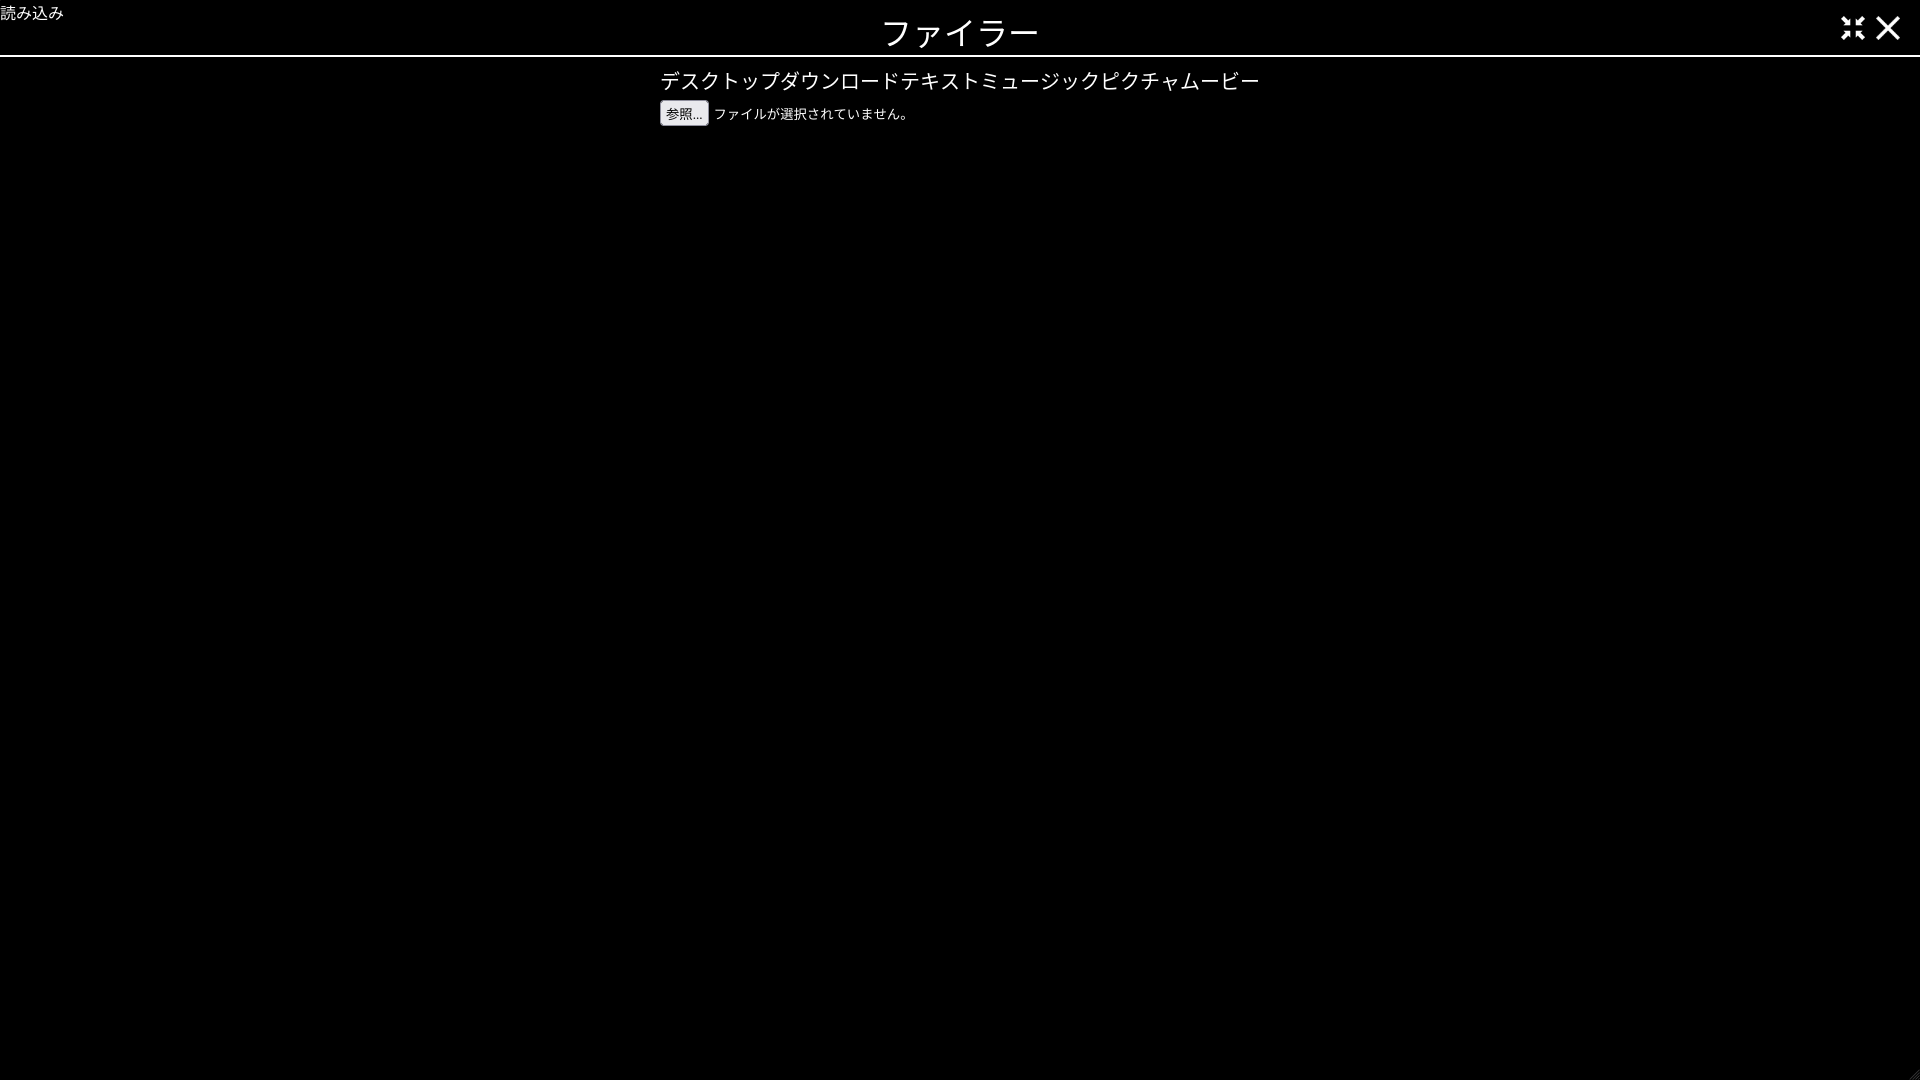 読み込み
ファイラー
デスクトップダウンロードテキストミュージックピクチャムービー
参照... ファイルが選択されていません。